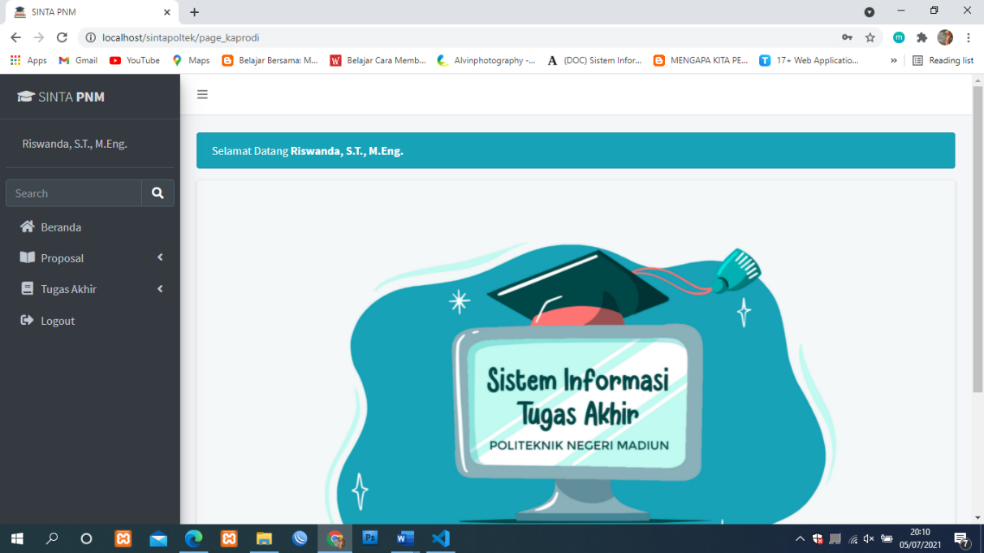 SINTA PNM
localhost/sintapoltek/page_kaprodi
Apps Gmail YouTube Maps Belajar Bersama: M... Belajar Cara Memb... Alvinphotography -... (DOC) Sistem Infor... MENGAPA KITA PE... 17+ Web Applicatio... » Reading list
SINTA PNM
Riswanda, S.T., M.Eng.
Search
Beranda
Proposal
Tugas Akhir
Logout
Selamat Datang Riswanda, S.T., M.Eng.
Sistem Informasi
Tugas Akhir
POLITEKNIK NEGERI MADIUN
20:10
05/07/2021